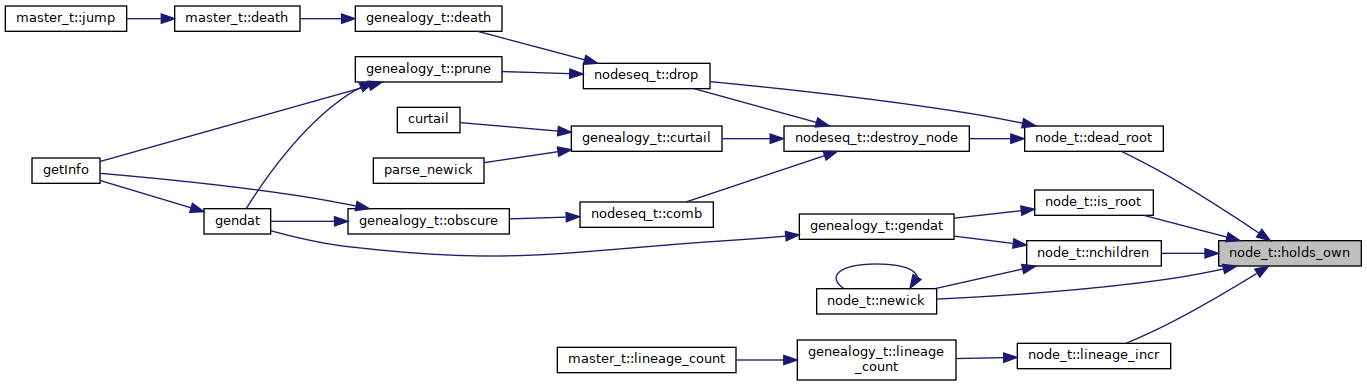 master_t::jump
master_t::death
genealogy_t::death
genealogy_t::prune
nodeseq_t::drop
curtail
genealogy_t::curtail
nodeseq_t::destroy_node
node_t::dead_root
getInfo
parse_newick
gendat
genealogy_t::obscure
nodeseq_t::comb
node_t::is_root
genealogy_t::gendat
node_t::nchildren
node_t::holds_own
node_t::newick
master_t::lineage_count
genealogy_t::lineage
_count
node_t::lineage_incr